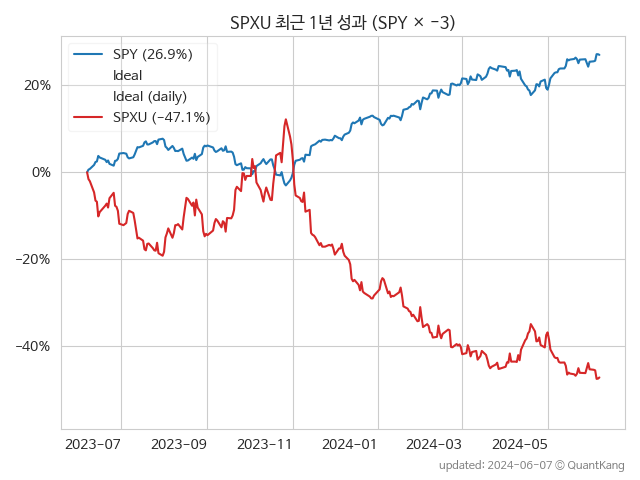 SPXU 최근 1년 성과 (SPY × −3)
SPY (26.9%)
Ideal
Ideal (daily)
SPXU (−47.1%)
20%
0%
−20%
−40%
2023-07 2023-09 2023-11 2024-01 2024-03 2024-05
updated: 2024-06-07 © QuantKang